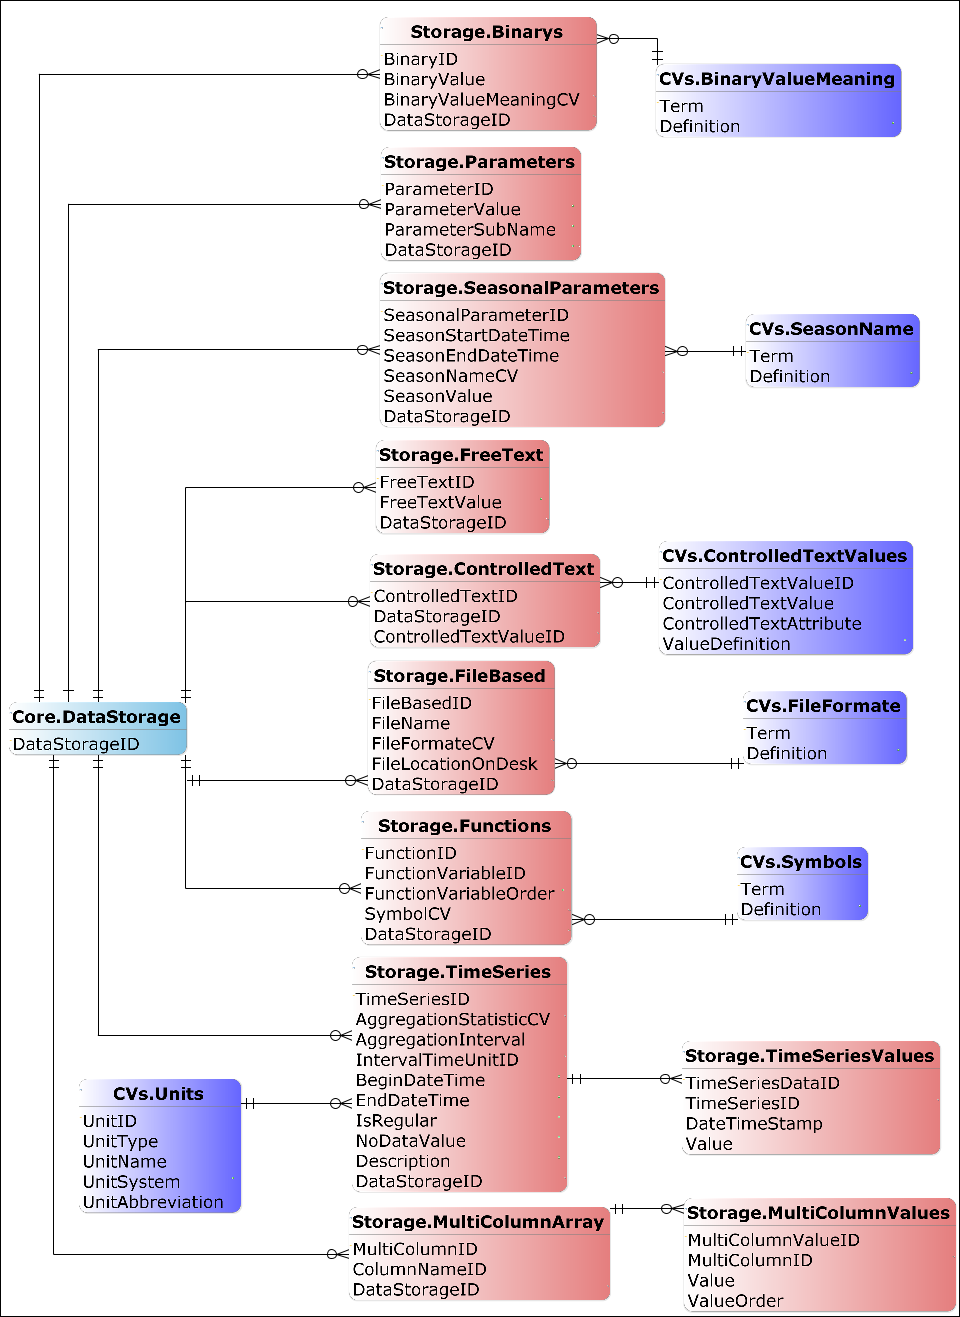 Storage.Binarys
BinaryID
BinaryValue
BinaryValueMeaningCV
DataStorageID
CVs.BinaryValueMeaning
Term
Definition
Storage.Parameters
ParameterID
ParameterValue
ParameterSubName
DataStorageID
Storage.SeasonalParameters
SeasonalParameterID
SeasonStartDateTime
SeasonEndDateTime
SeasonNameCV
SeasonValue
DataStorageID
CVs.SeasonName
Term
Definition
Storage.FreeText
FreeTextID
FreeTextValue
DataStorageID
Storage.ControlledText
ControlledTextID
DataStorageID
ControlledTextValueID
CVs.ControlledTextValues
ControlledTextValueID
ControlledTextValue
ControlledTextAttribute
ValueDefinition
Core.DataStorage
DataStorageID
Storage.FileBased
FileBasedID
FileName
FileFormateCV
FileLocationOnDesk
DataStorageID
CVs.FileFormate
Term
Definition
Storage.Functions
FunctionID
FunctionVariableID
FunctionVariableOrder
SymbolCV
DataStorageID
CVs.Symbols
Term
Definition
Storage.TimeSeries
TimeSeriesID
AggregationStatisticCV
AggregationInterval
IntervalTimeUnitID
BeginDateTime
EndDateTime
IsRegular
NoDataValue
Description
DataStorageID
Storage.TimeSeriesValues
TimeSeriesDataID
TimeSeriesID
DateTimeStamp
Value
CVs.Units
UnitID
UnitType
UnitName
UnitSystem
UnitAbbreviation
Storage.MultiColumnArray
MultiColumnID
ColumnNameID
DataStorageID
Storage.MultiColumnValues
MultiColumnValueID
MultiColumnID
Value
ValueOrder